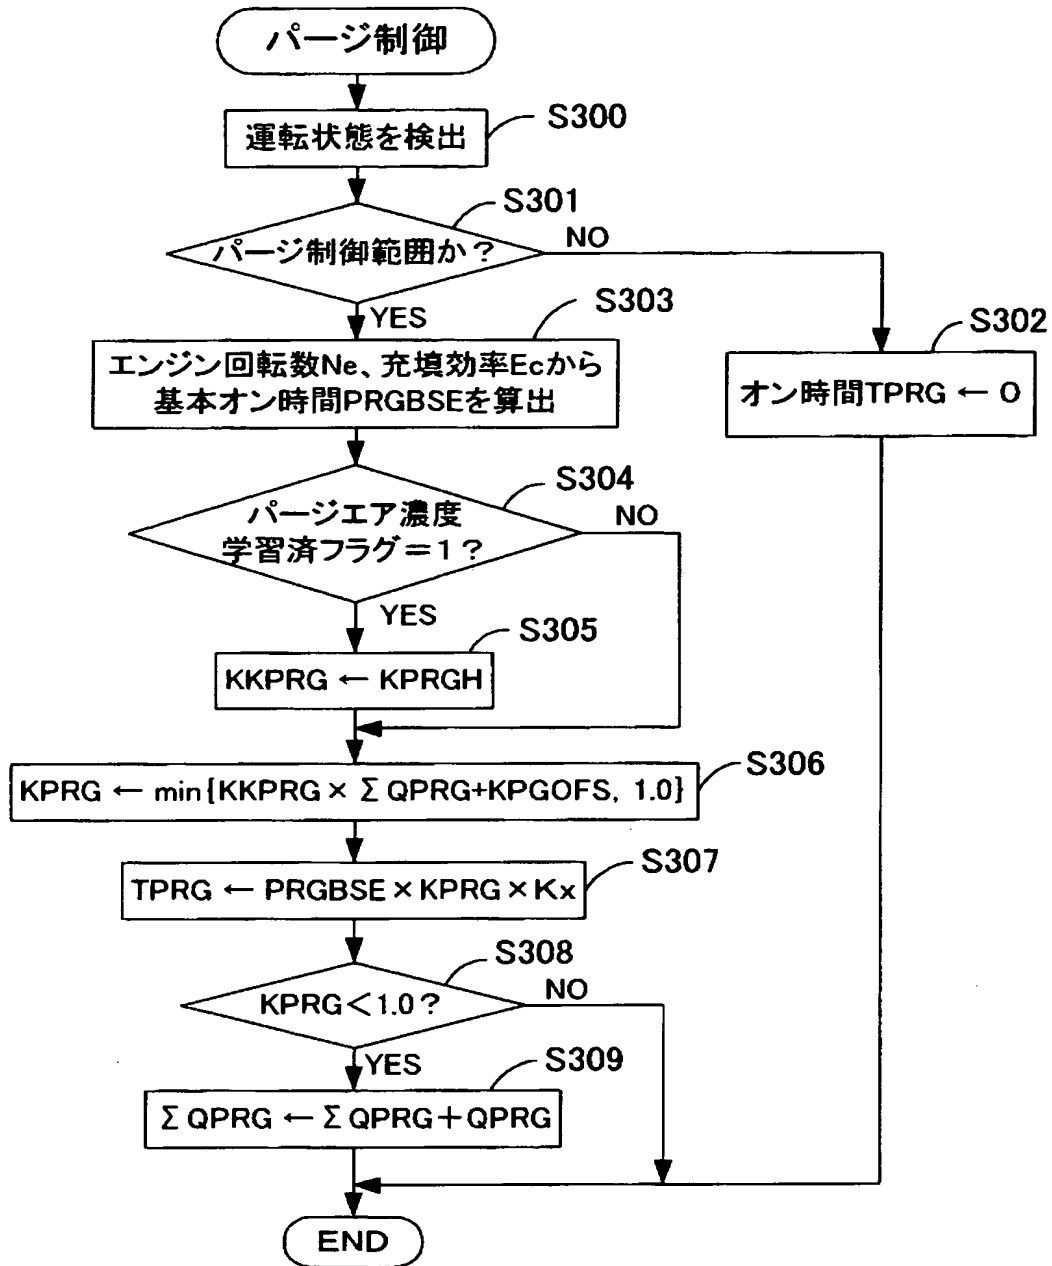 パージ制御
運転状態を検出
S300
S301
パージ制御範囲か？
NO
YES
S303
エンジン回転数Ne、充填効率Ecから
基本オン時間PRGBSEを算出
S302
オン時間TPRG ← 0
S304
パージエア濃度
学習済フラグ＝1？
NO
YES
S305
KKPRG ← KPRGH
S306
KPRG ← min{KKPRG × Σ QPRG+KPGOFS, 1.0}
S307
TPRG ← PRGBSE × KPRG × Kx
S308
KPRG＜1.0？
NO
YES
S309
Σ QPRG ← Σ QPRG＋QPRG
END